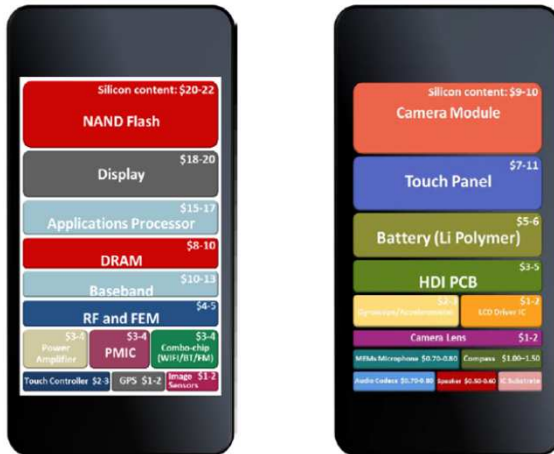 Silicon content: $20-22
NAND Flash
$18-20
Display
$15-17
Applications Processor
$8-10
DRAM
$10-13
Baseband
$4-5
RF and FEM
$3-4
Power
Amplifier
$3-4
PMIC
$3-4
Combo-chip
(WIFI/BT/FM)
Touch Controller $2-3
GPS $1-2
Image $1-2
Sensors
Silicon content: $9-10
Camera Module
$7-11
Touch Panel
$5-6
Battery (Li Polymer)
$3-5
HDI PCB
$2-3
$1-2
LCD Driver IC
Camera Lens $1-2
MEMs Microphone $0.70-0.80
Compass $1.00-1.50
Audio Codecs $0.70-0.80
Speaker $0.50-0.60
IC Substrate